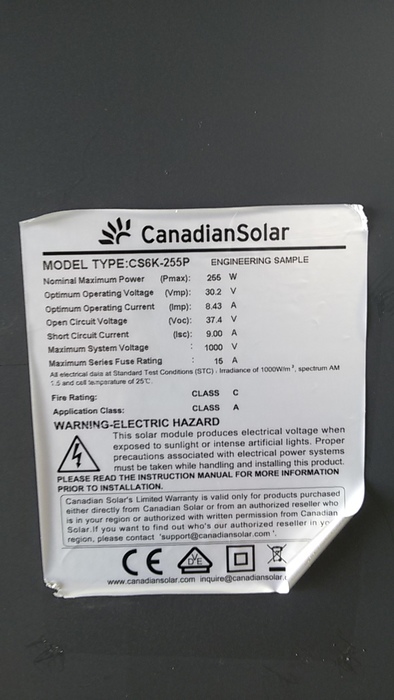 CanadianSolar
MODEL TYPE:CS6K-255P ENGINEERING SAMPLE
Nominal Maximum Power (Pmax): 255 W
Optimum Operating Voltage (Vmp): 30.2 V
Optimum Operating Current (Imp): 8.43 A
Open Circuit Voltage (Voc): 37.4 V
Short Circuit Current (Isc): 9.00 A
Maximum System Voltage : 1000 V
Maximum Series Fuse Rating : 15 A
All electrical data at Standard Test Conditions (STC) : Irradiance of 1000W/m², spectrum AM
1.5 and cell temperature of 25°C
Fire Rating: CLASS C
Application Class: CLASS A
WARNING-ELECTRIC HAZARD
This solar module produces electrical voltage when
exposed to sunlight or intense artificial lights. Proper
precautions associated with electrical power systems
must be taken while handling and installing this product.
PLEASE READ THE INSTRUCTION MANUAL FOR MORE INFORMATION
PRIOR TO INSTALLATION.
Canadian Solar's Limited Warranty is valid only for products purchased
either directly from Canadian Solar or from an authorized reseller who
is in your region or authorized with written permission from Canadian
Solar.If you want to find out who's our authorized reseller in
region, please contact 'support@canadiansolar.com '.
CE DVE
www.canadiansolar.com inquire@canadiansolar.